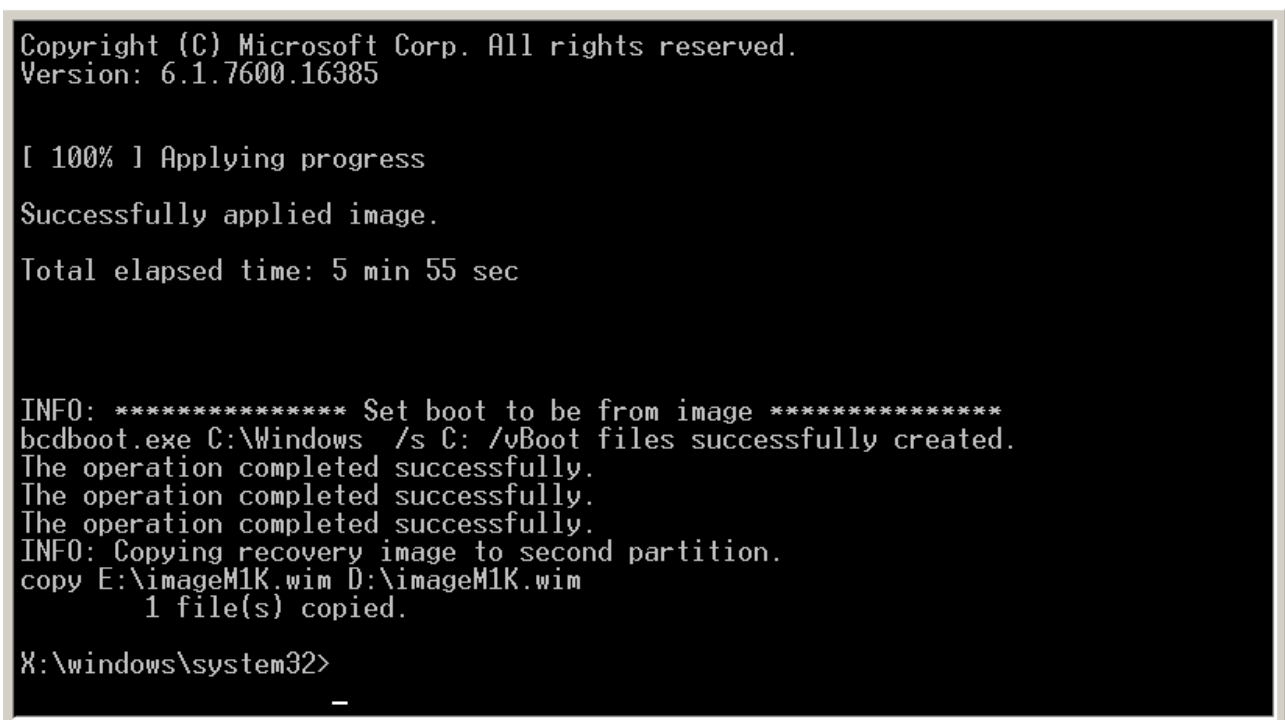 Copyright (C) Microsoft Corp. All rights reserved.
Version: 6.1.7600.16385
[ 100% ] Applying progress
Successfully applied image.
Total elapsed time: 5 min 55 sec
INFO: *************** Set boot to be from image ***************
bcdboot.exe C:\Windows  /s C: /vBoot files successfully created.
The operation completed successfully.
The operation completed successfully.
The operation completed successfully.
INFO: Copying recovery image to second partition.
copy E:\imageM1K.wim D:\imageM1K.wim
        1 file(s) copied.
X:\windows\system32>